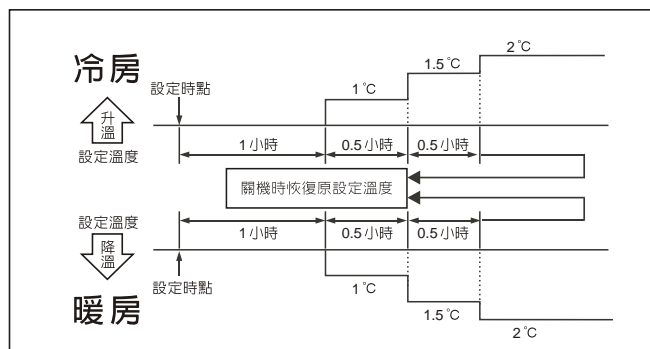 冷房
升溫
設定溫度
設定時點
1℃
1.5℃
2℃
1小時
0.5小時
0.5小時
關機時恢復原設定溫度
設定溫度
降溫
暖房
1小時
0.5小時
0.5小時
設定時點
1℃
1.5℃
2℃